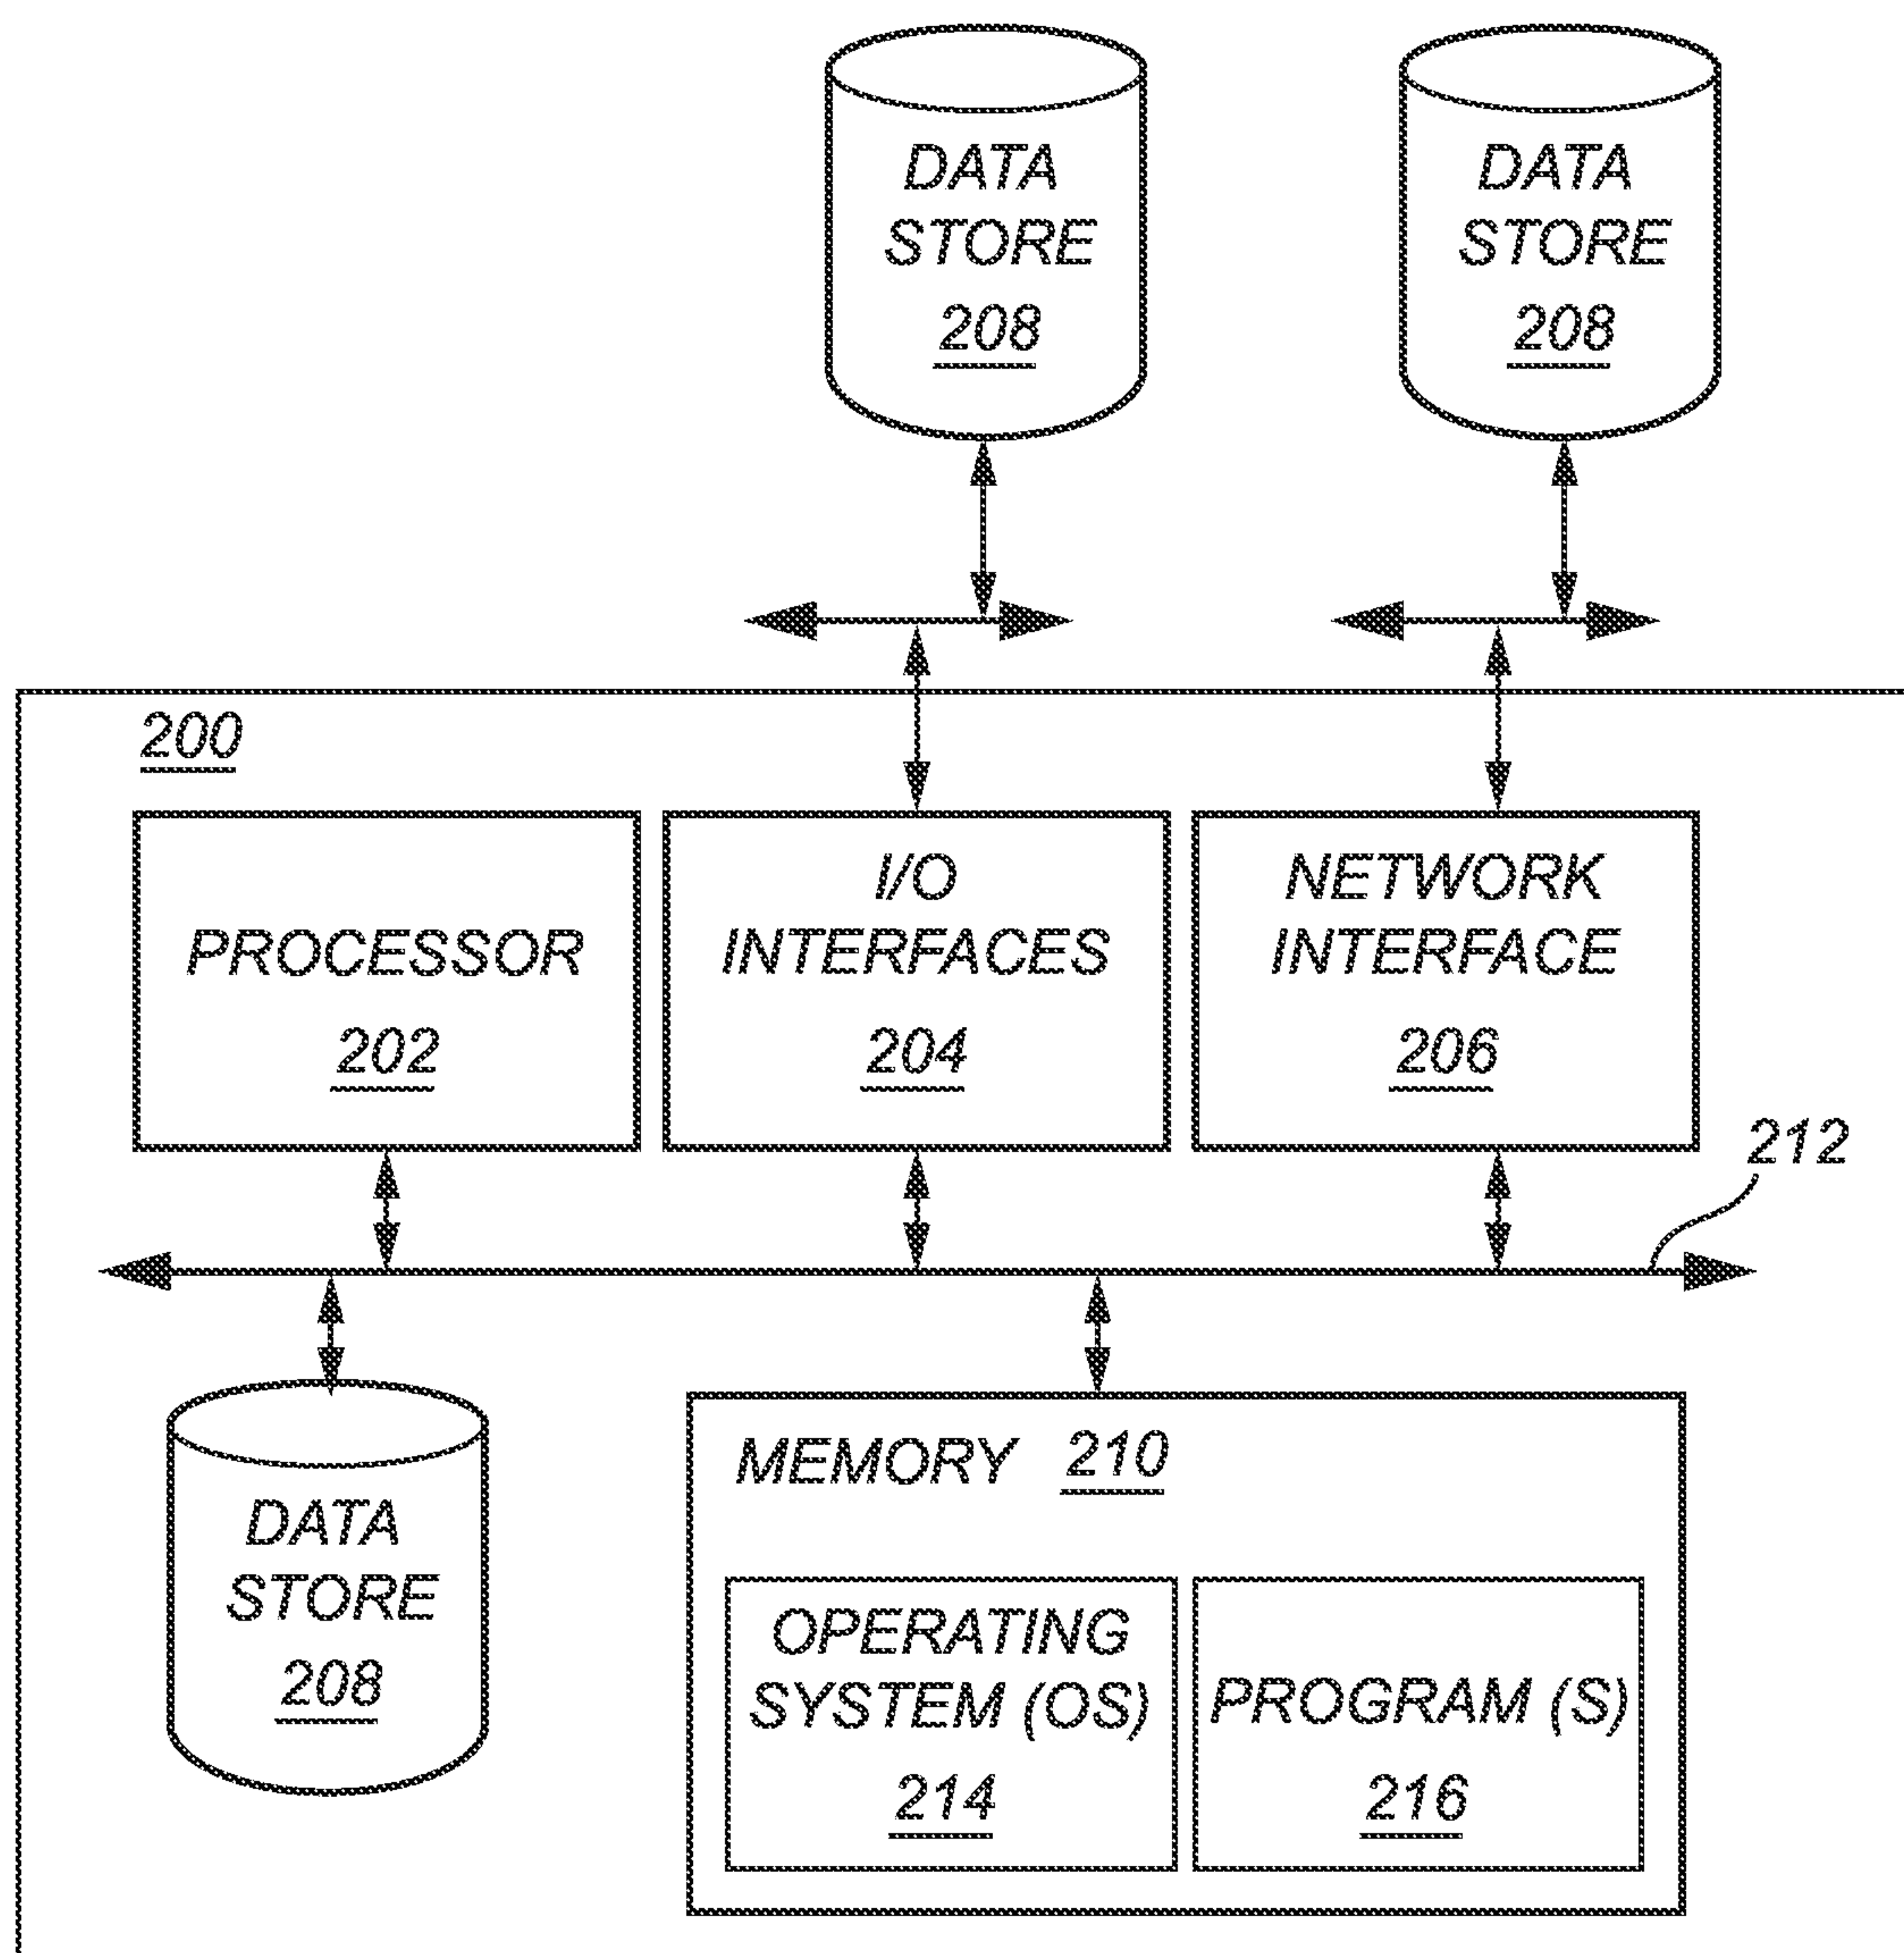 DATA
STORE
208
DATA
STORE
208
200
PROCESSOR
202
I/O
INTERFACES
204
NETWORK
INTERFACE
206
212
DATA
STORE
208
MEMORY 210
OPERATING
SYSTEM (OS)
214
PROGRAM (S)
216